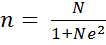 n = N / 1+Ne²